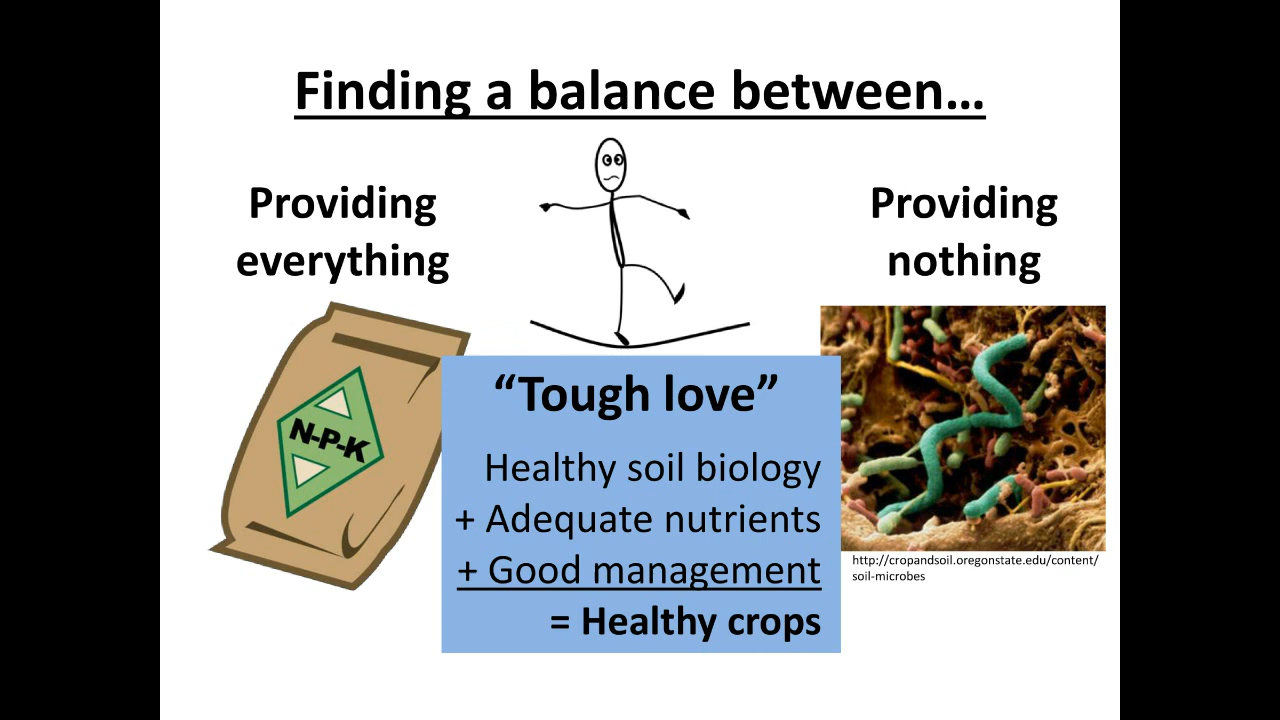 Finding a balance between…
Providing
everything
Providing
nothing
N-P-K
“Tough love”
Healthy soil biology
+ Adequate nutrients
+ Good management
= Healthy crops
http://cropandsoil.oregonstate.edu/content/
soil-microbes